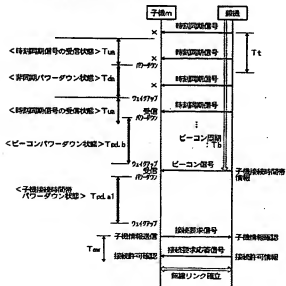 子機m
親機
時刻同期信号
Tt
<時刻同期信号の受信状態> Tua
時刻同期信号
パワーダウン
<非同期パワーダウン状態> Tdn
時刻同期信号
ウェイクアップ
時刻同期信号
<時刻同期信号の受信状態> Tua
受信
パワーダウン
ビーコン周期
Tb
<ビーコンパワーダウン状態> Tpd.b
ウェイクアップ
ビーコン信号
受信
子機接続時間帯
情報
パワーダウン
<子機接続時間帯
パワーダウン状態> Tpd.a1
ウェイクアップ
接続要求信号
子機情報送信
子機情報確認
接続要求応答信号
接続許可確認
接続許可情報
無線リンク確立